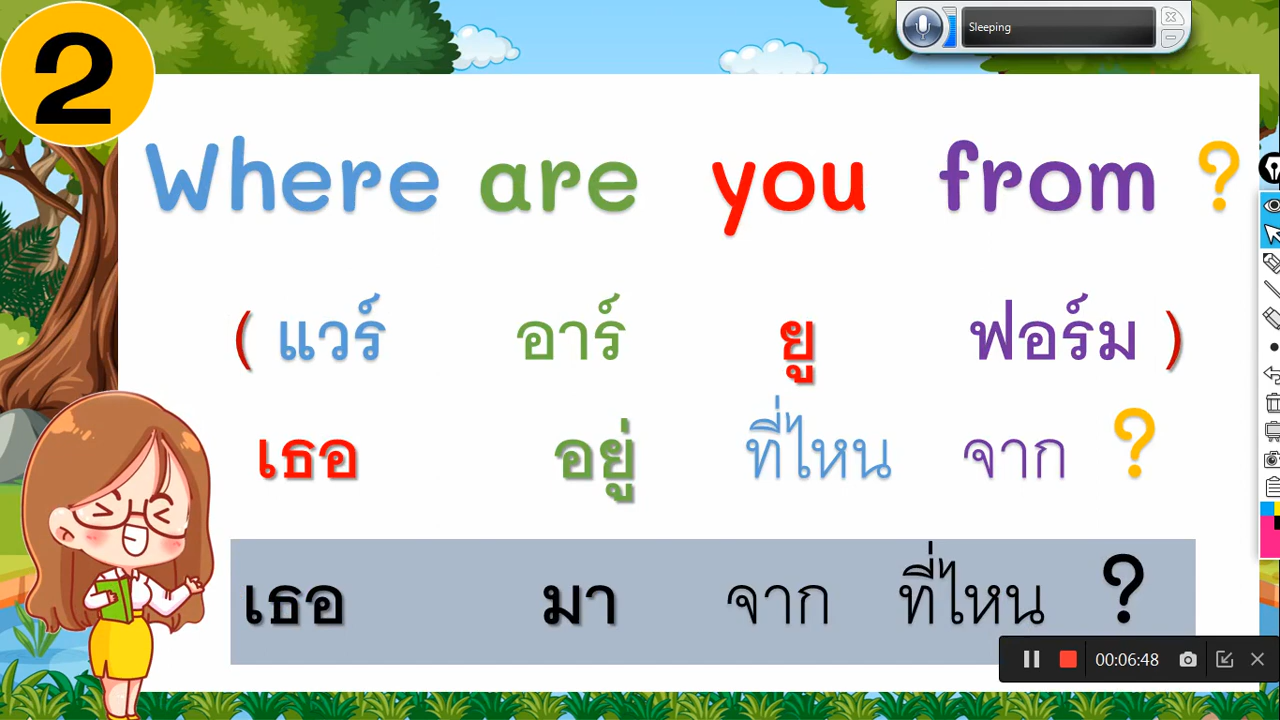 2
Sleeping
Where are you from ?
( แวร์ อาร์ ยู ฟอร์ม )
เธอ อยู่ ที่ไหน จาก ?
เธอ มา จาก ที่ไหน ?
00:06:48